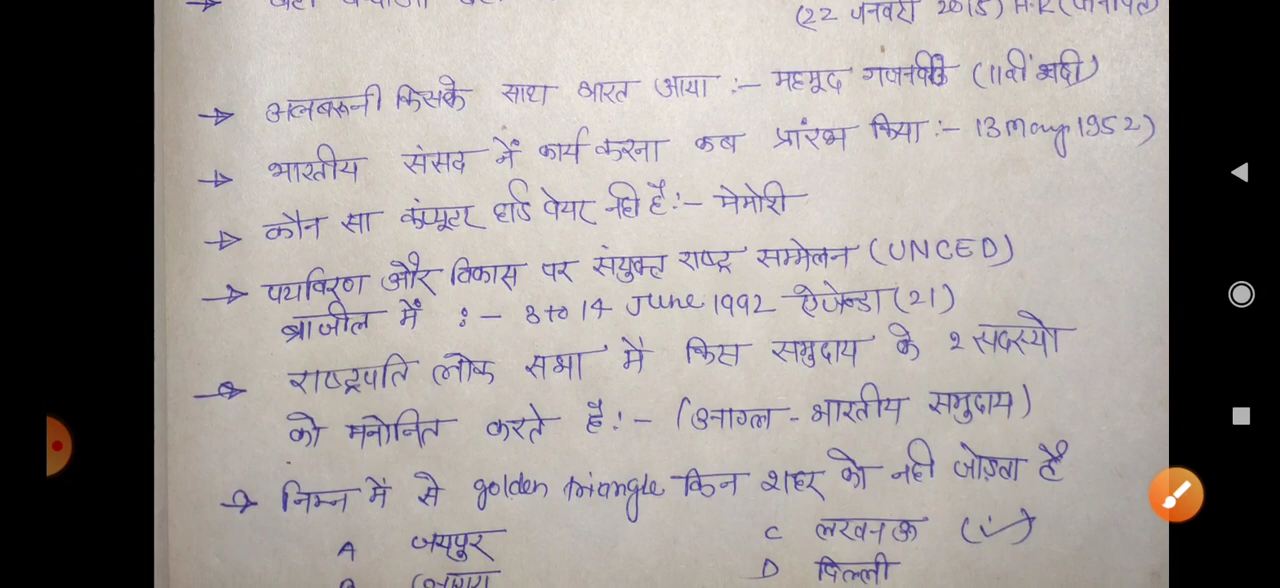 (22 जनवरी 2015) H.R (पानीपत)
→ अलबरूनी किसके साथ भारत आया :- महमूद गजनवी (11वीं शदी)
→ भारतीय संसद ने कार्य करना कब प्रारंभ किया :- 13 may 1952)
→ कौन सा कंप्यूटर हार्ड वेयर नही है :- मेमोरी
→ पर्यावरण और विकास पर संयुक्त राष्ट्र सम्मेलन (UNCED)
ब्राजील में :- 3 to 14 June 1992 ऐजेन्डा (21)
→ राष्ट्रपति लोक सभा मै किस समुदाय के 2 सदस्यो
को मनोनित करते है :- (आंग्ल - भारतीय समुदाय)
→ निम्न में से golden triangle किन शहर को नही जोड़ता है
A जयपुर C लखनऊ (✓)
B D दिल्ली